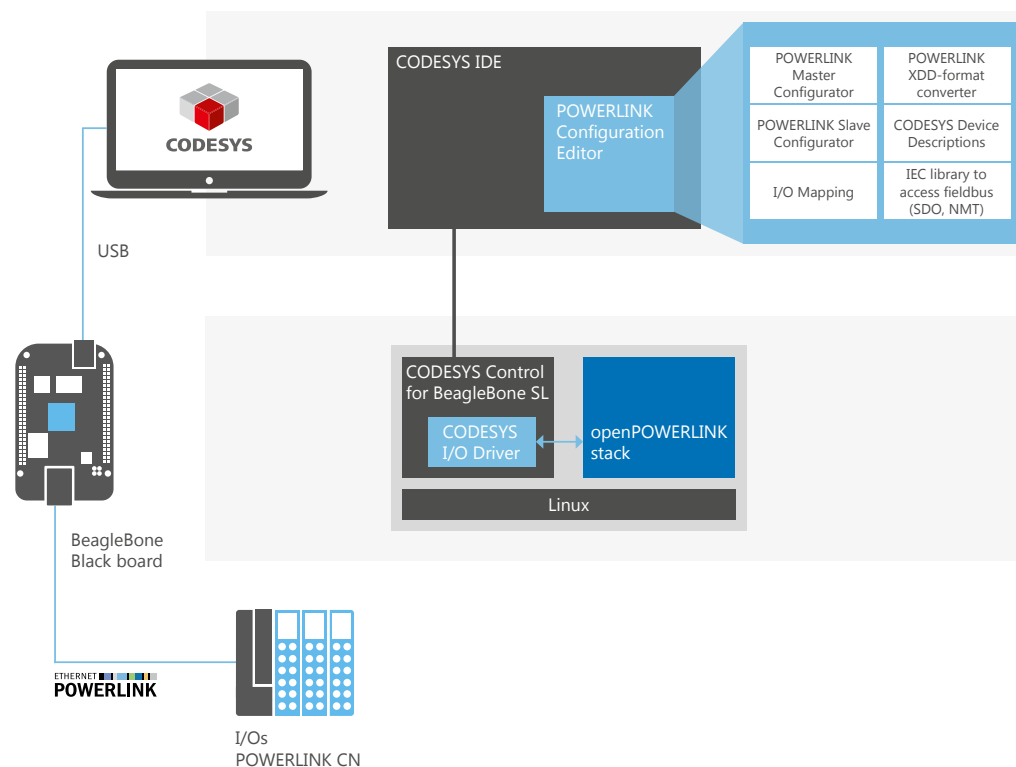 CODESYS
USB
CODESYS IDE
POWERLINK
Configuration
Editor
POWERLINK
Master
Configurator
POWERLINK
XDD-format
converter
POWERLINK Slave
Configurator
CODESYS Device
Descriptions
I/O Mapping
IEC library to
access fieldbus
(SDO, NMT)
CODESYS Control
for BeagleBone SL
CODESYS
I/O Driver
openPOWERLINK
stack
Linux
BeagleBone
Black board
ETHERNET
POWERLINK
I/Os
POWERLINK CN